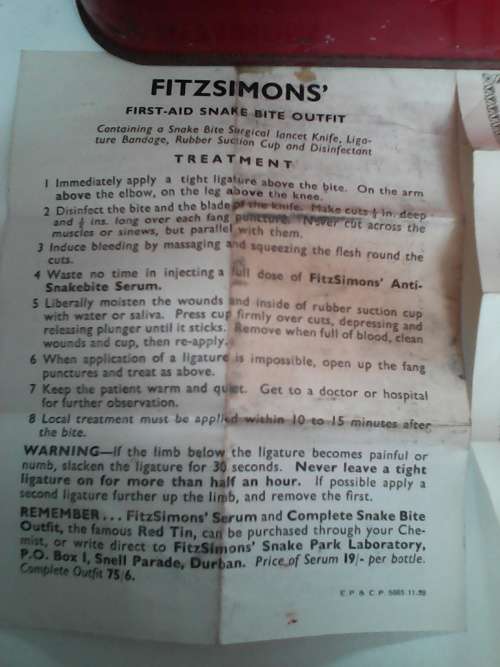 FITZSIMONS'
FIRST-AID SNAKE BITE OUTFIT
Containing a Snake Bite Surgical lancet Knife, Liga-
ture Bandage, Rubber Suction Cup and Disinfectant
TREATMENT
1 Immediately apply a tight ligature above the bite. On the arm
above the elbow, on the leg above the knee.
2 Disinfect the bite and the blade of the knife. Make cuts in. deep
and ins. long over each fang puncture. Never cut across the
muscles or sinews, but parallel with them.
3 Induce bleeding by massaging and squeezing the flesh round the
cuts.
4 Waste no time in injecting a full dose of FitzSimons' Anti-
Snakebite Serum.
5 Liberally moisten the wounds and inside of rubber suction cup
with water or saliva. Press cup firmly over cuts, depressing and
releasing plunger until it sticks. Remove when full of blood, clean
wounds and cup, then re-apply.
6 When application of a ligature is impossible, open up the fang
punctures and treat as above.
7 Keep the patient warm and quiet. Get to a doctor or hospital
for further observation.
8 Local treatment must be applied within 10 to 15 minutes after
the bite.
WARNING—If the limb below the ligature becomes painful or
numb, slacken the ligature for 30 seconds. Never leave a tight
ligature on for more than half an hour. If possible apply a
second ligature further up the limb, and remove the first.
REMEMBER... FitzSimons' Serum and Complete Snake Bite
Outfit, the famous Red Tin, can be purchased through your Che-
mist, or write direct to FitzSimons' Snake Park Laboratory,
P.O. Box 1, Snell Parade, Durban. Price of Serum 19/- per bottle.
Complete Outfit 75/6.
E.P. & C.P.